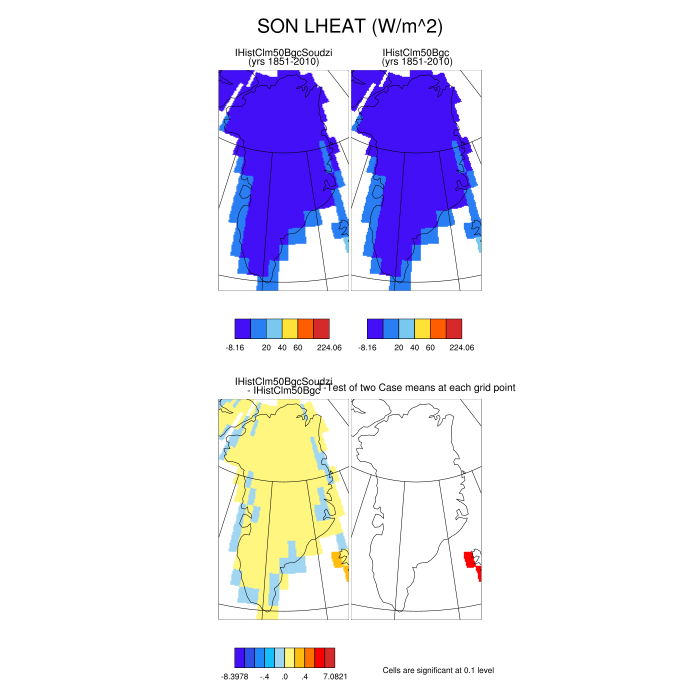 SON LHEAT (W/m^2)
IHistClm50BgcSoudzi
(yrs 1851-2010)
IHistClm50Bgc
(yrs 1851-2010)
-8.16 20 40 60 224.06
-8.16 20 40 60 224.06
IHistClm50BgcSoudzi
- IHistClm50Bgc
T-Test of two Case means at each grid point
-8.3978 -.4 .0 .4 7.0821
Cells are significant at 0.1 level